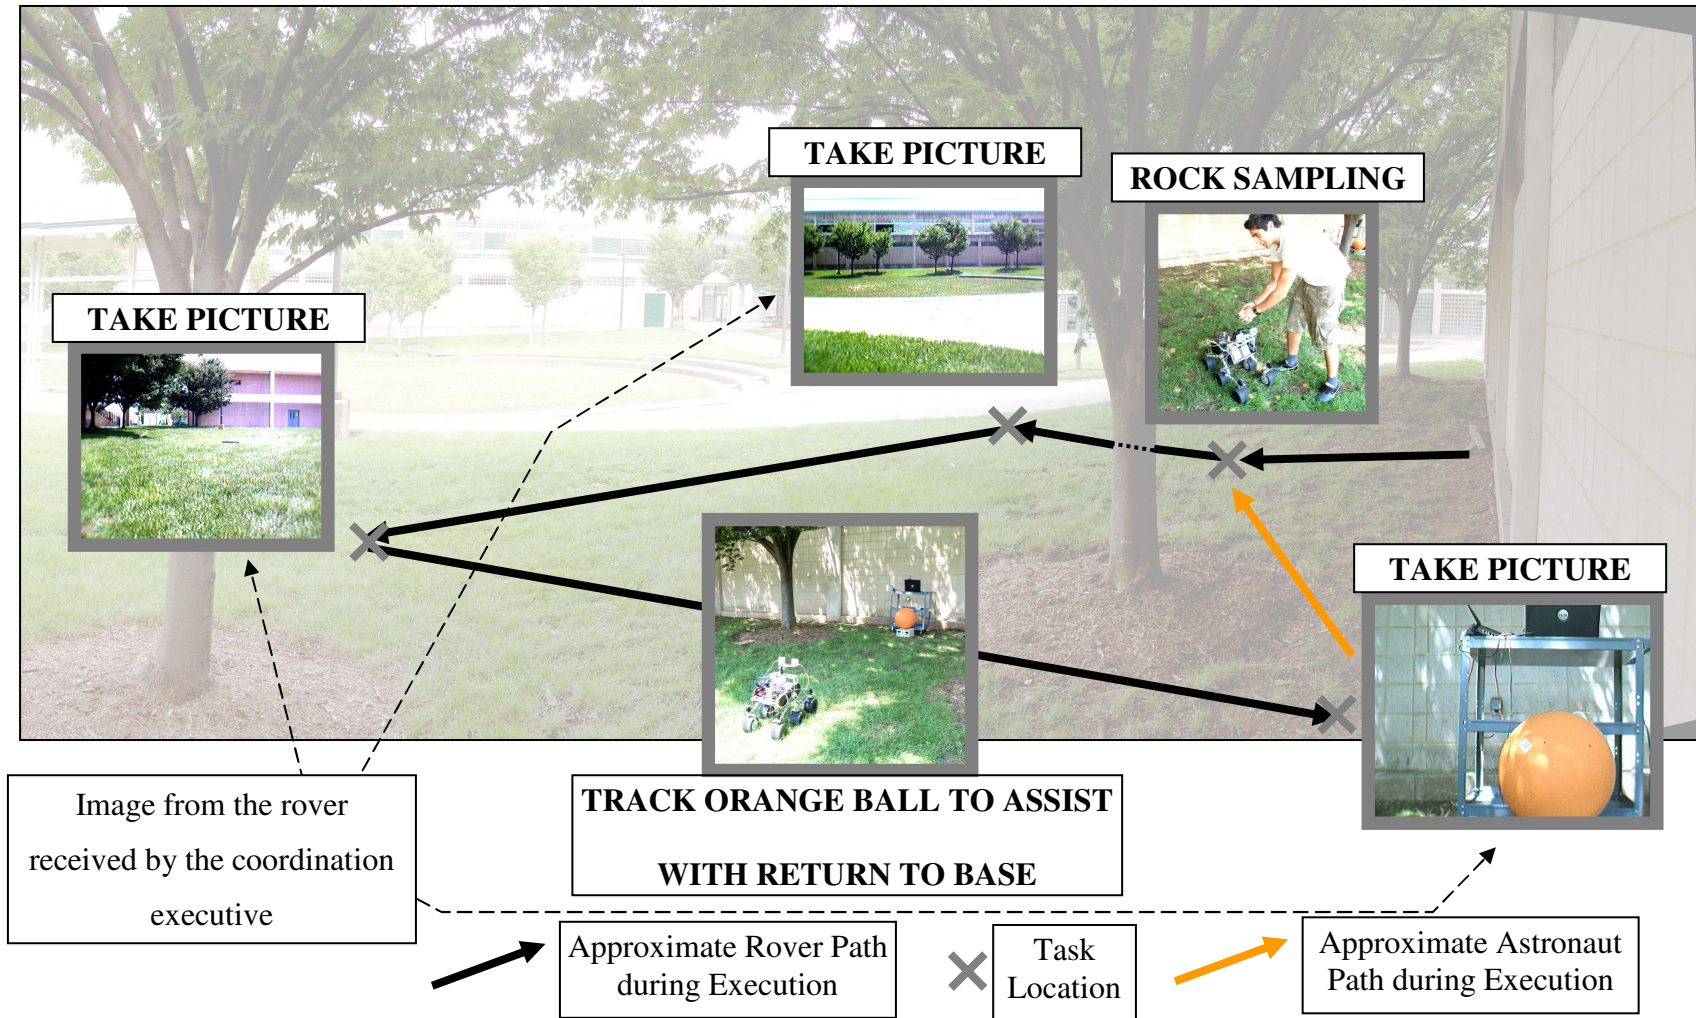 TAKE PICTURE
ROCK SAMPLING
TAKE PICTURE
TAKE PICTURE
TRACK ORANGE BALL TO ASSIST
WITH RETURN TO BASE
Image from the rover
received by the coordination
executive
Approximate Rover Path
during Execution
Task
Location
Approximate Astronaut
Path during Execution